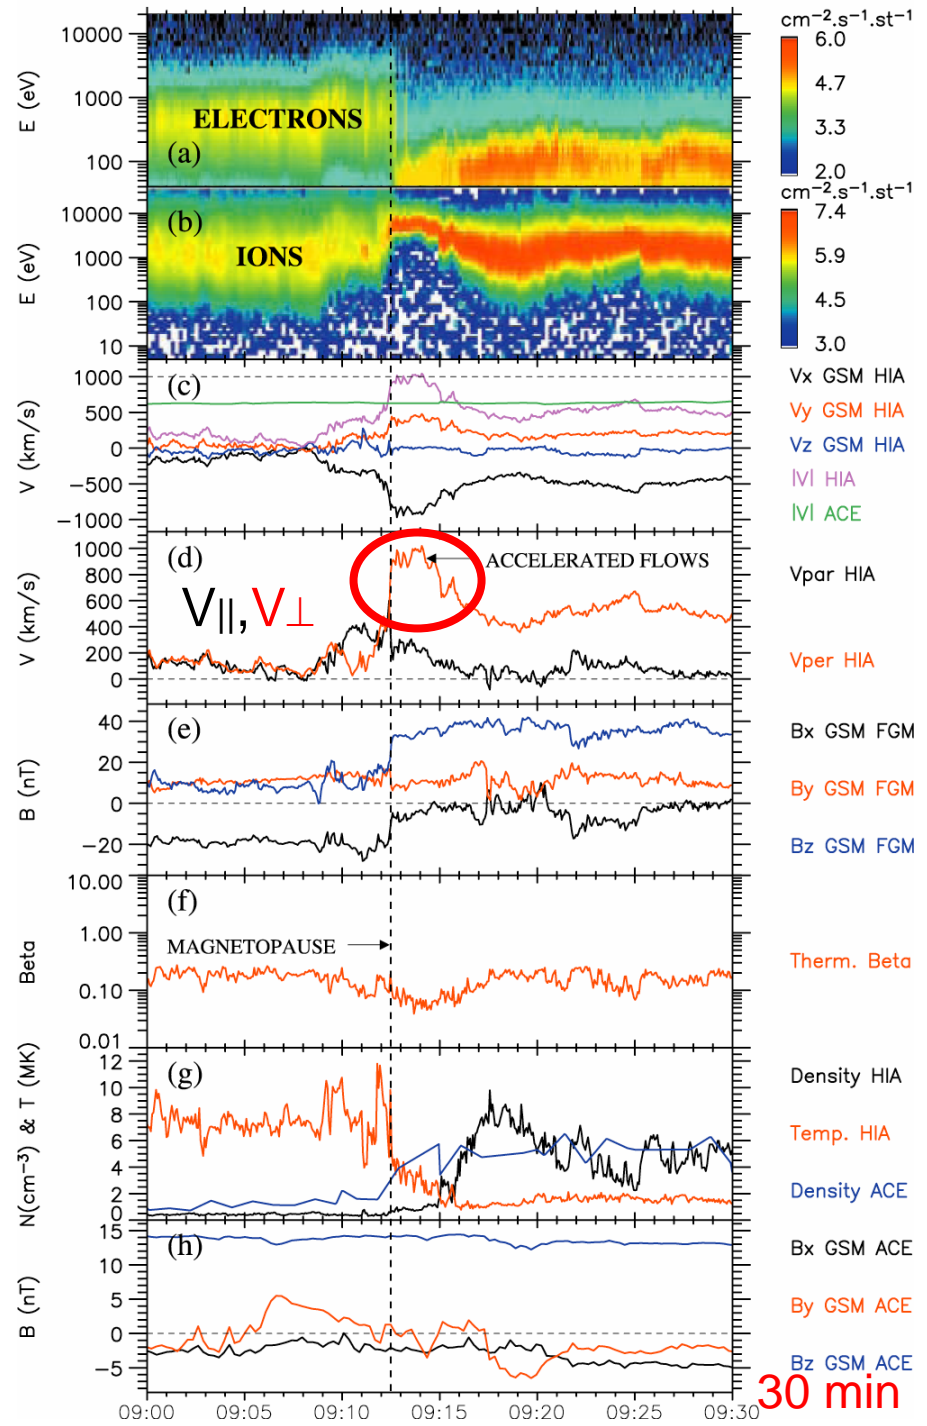 cm⁻².s⁻¹.st⁻¹
10000
1000
100
E (eV)
ELECTRONS
(a)
6.0
4.7
3.3
2.0
cm⁻².s⁻¹.st⁻¹
10000
1000
100
10
E (eV)
(b)
IONS
7.4
5.9
4.5
3.0
1000
500
0
−500
−1000
V (km/s)
(c)
Vx GSM HIA
Vy GSM HIA
Vz GSM HIA
|V| HIA
|V| ACE
1000
800
600
400
200
0
V (km/s)
(d)
ACCELERATED FLOWS
V||, V⊥
Vpar HIA
Vper HIA
40
20
0
−20
B (nT)
(e)
Bx GSM FGM
By GSM FGM
Bz GSM FGM
10.00
1.00
0.10
0.01
Beta
(f)
MAGNETOPAUSE
Therm. Beta
12
10
8
6
4
2
0
N(cm⁻³) & T (MK)
(g)
Density HIA
Temp. HIA
Density ACE
15
10
5
0
−5
B (nT)
(h)
Bx GSM ACE
By GSM ACE
Bz GSM ACE
30 min
09:00 09:05 09:10 09:15 09:20 09:25 09:30